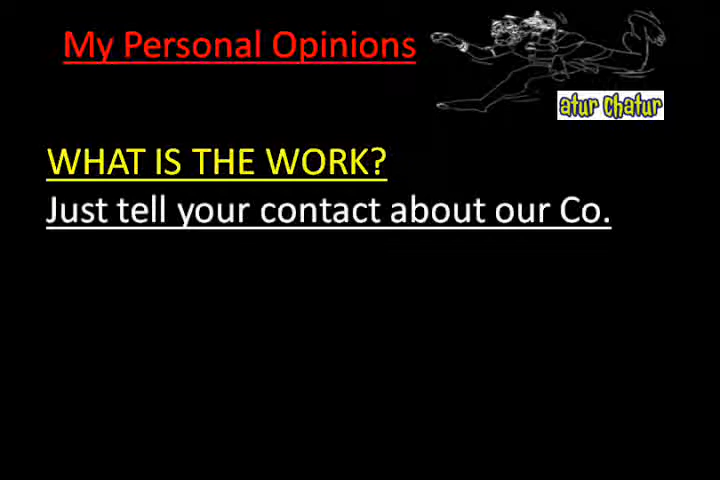 My Personal Opinions
atur chatur
WHAT IS THE WORK?
Just tell your contact about our Co.